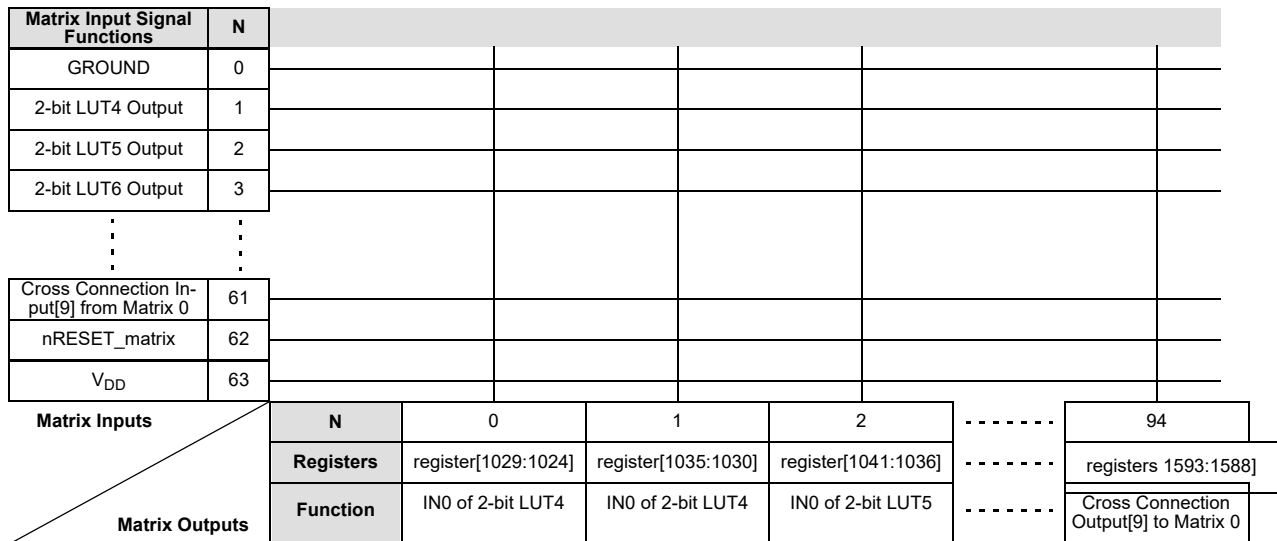 Matrix Input Signal
Functions
N
GROUND
0
2-bit LUT4 Output
1
2-bit LUT5 Output
2
2-bit LUT6 Output
3
Cross Connection In-
put[9] from Matrix 0
61
nRESET_matrix
62
VDD
63
Matrix Inputs
Matrix Outputs
N
0
1
2
94
Registers
register[1029:1024]
register[1035:1030]
register[1041:1036]
registers 1593:1588]
Function
IN0 of 2-bit LUT4
IN0 of 2-bit LUT4
IN0 of 2-bit LUT5
Cross Connection
Output[9] to Matrix 0